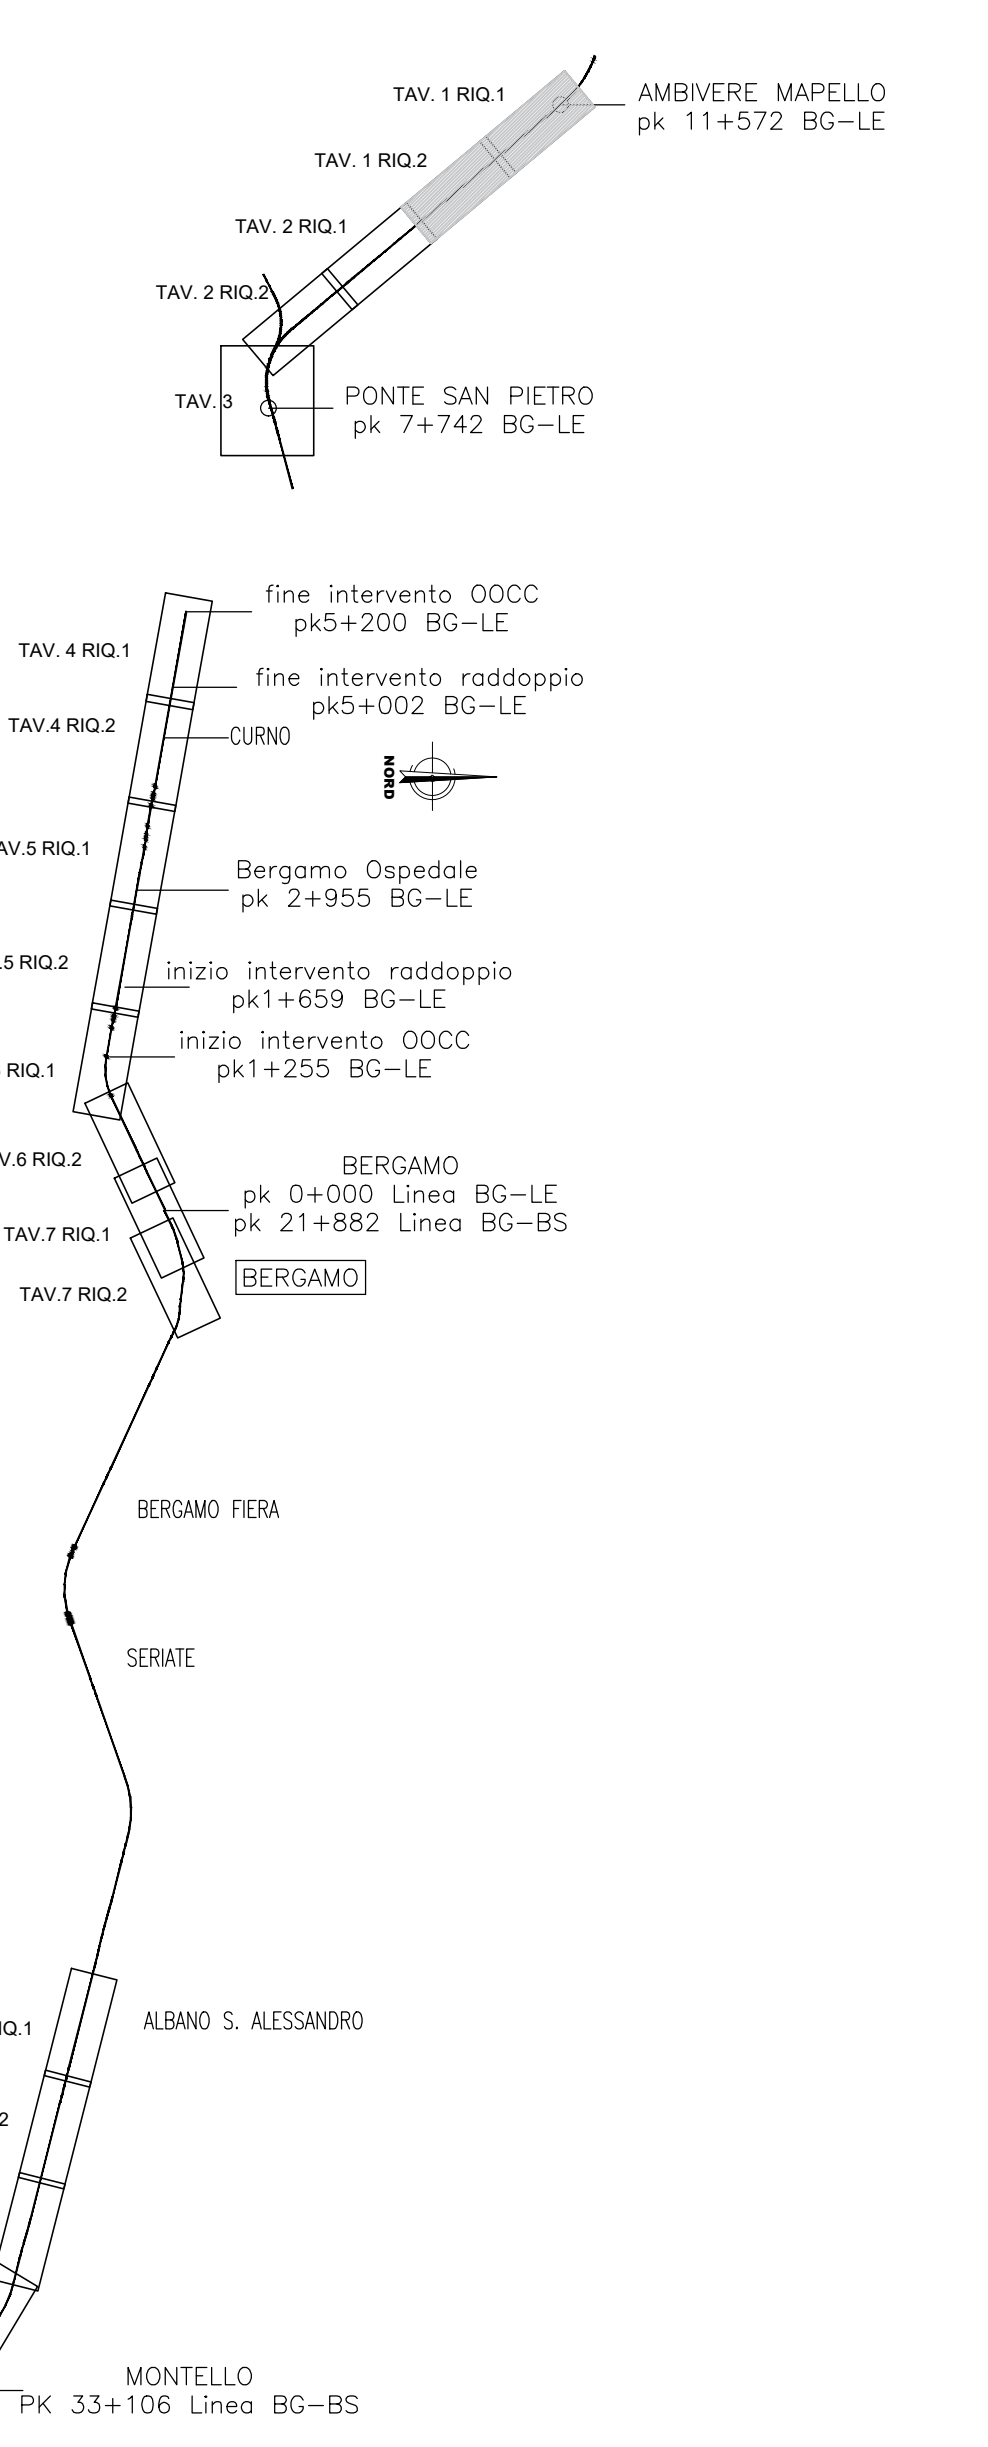 TAV. 1 RIQ.1
AMBIVERE MAPELLO
pk 11+572 BG-LE
TAV. 1 RIQ.2
TAV. 2 RIQ.1
TAV. 2 RIQ.2
TAV. 3
PONTE SAN PIETRO
pk 7+742 BG-LE
fine intervento OOCC
pk5+200 BG-LE
TAV. 4 RIQ.1
fine intervento raddoppio
pk5+002 BG-LE
TAV.4 RIQ.2
CURNO
NORD
AV.5 RIQ.1
Bergamo Ospedale
pk 2+955 BG-LE
.5 RIQ.2
inizio intervento raddoppio
pk1+659 BG-LE
inizio intervento OOCC
pk1+255 BG-LE
RIQ.1
V.6 RIQ.2
BERGAMO
pk 0+000 Linea BG-LE
pk 21+882 Linea BG-BS
TAV.7 RIQ.1
BERGAMO
TAV.7 RIQ.2
BERGAMO FIERA
SERIATE
ALBANO S. ALESSANDRO
IQ.1
2
MONTELLO
PK 33+106 Linea BG-BS